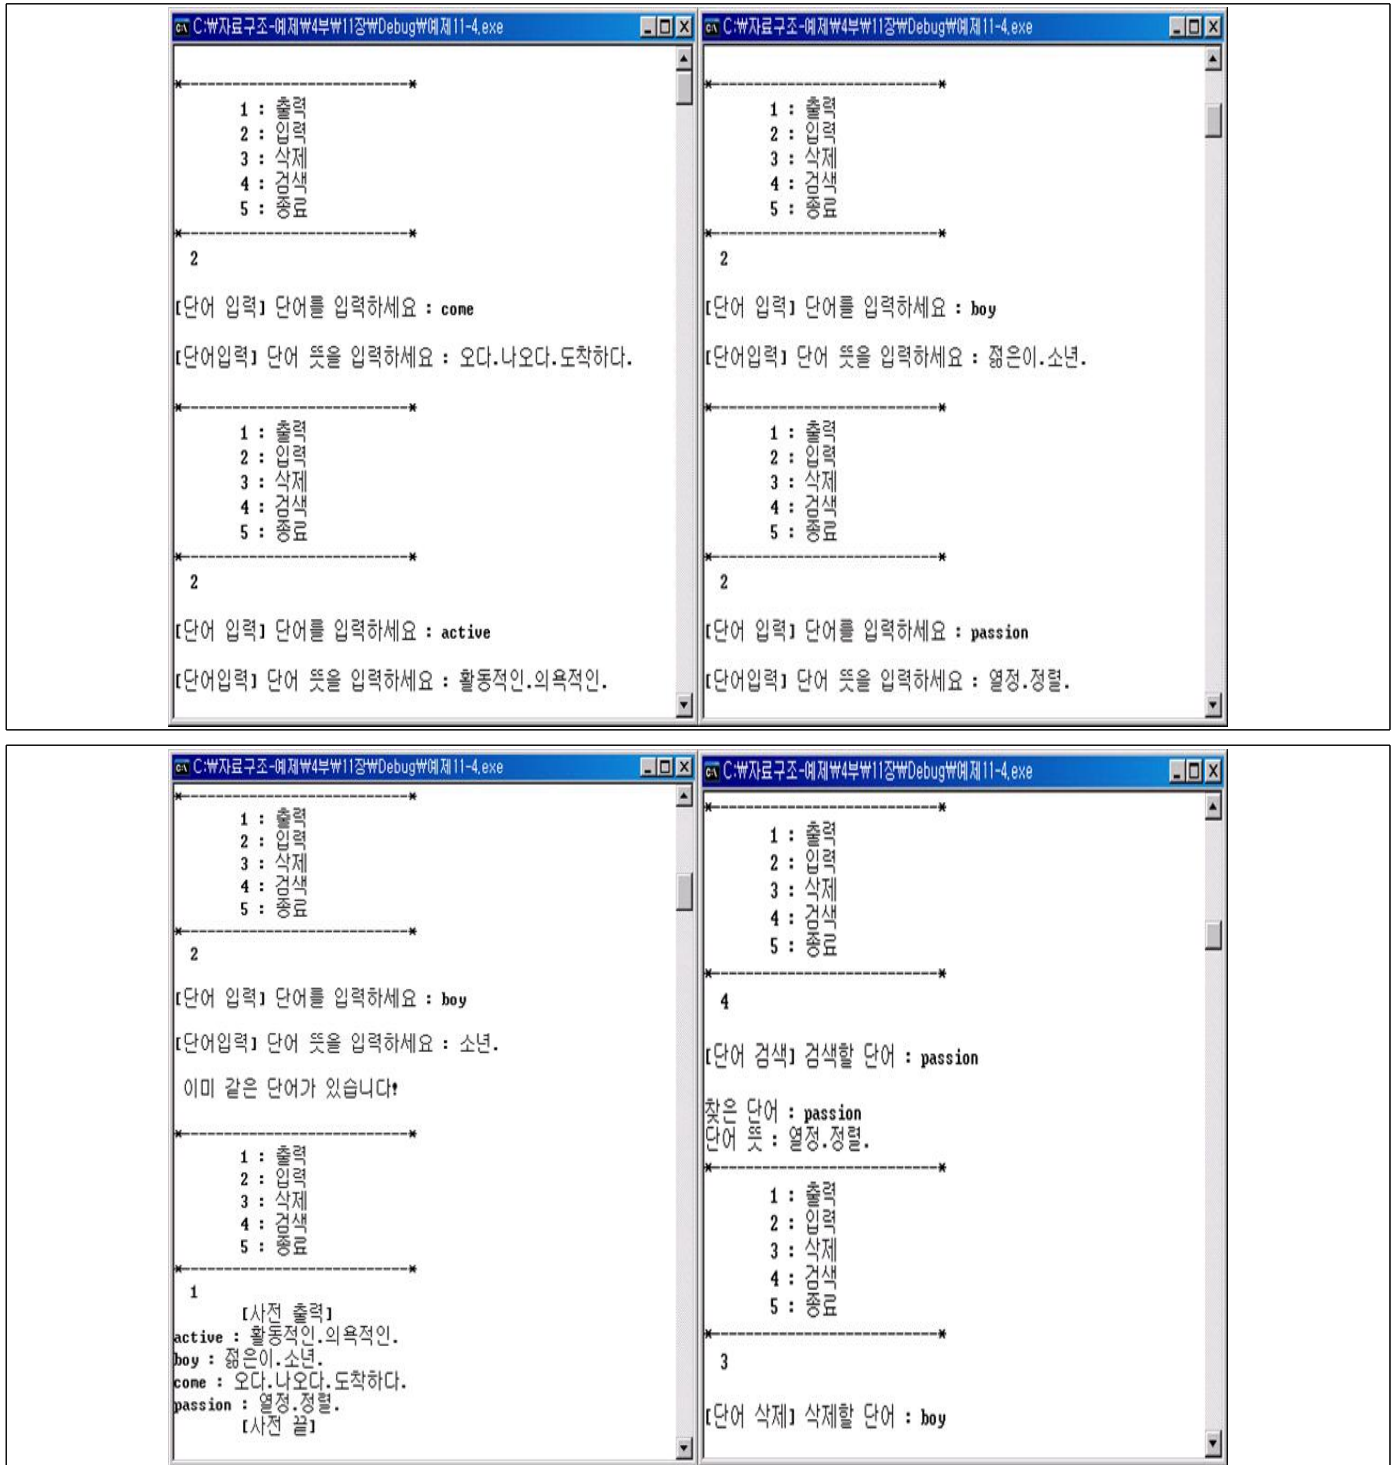 C:\자료구조-예제\4부\11장\Debug\예제11-4.exe
*---------------------------*
1 : 출력
2 : 입력
3 : 삭제
4 : 검색
5 : 종료
*---------------------------*
2
[단어 입력] 단어를 입력하세요 : come
[단어입력] 단어 뜻을 입력하세요 : 오다.나오다.도착하다.
*---------------------------*
1 : 출력
2 : 입력
3 : 삭제
4 : 검색
5 : 종료
*---------------------------*
2
[단어 입력] 단어를 입력하세요 : active
[단어입력] 단어 뜻을 입력하세요 : 활동적인.의욕적인.
C:\자료구조-예제\4부\11장\Debug\예제11-4.exe
*---------------------------*
1 : 출력
2 : 입력
3 : 삭제
4 : 검색
5 : 종료
*---------------------------*
2
[단어 입력] 단어를 입력하세요 : boy
[단어입력] 단어 뜻을 입력하세요 : 젊은이.소년.
*---------------------------*
1 : 출력
2 : 입력
3 : 삭제
4 : 검색
5 : 종료
*---------------------------*
2
[단어 입력] 단어를 입력하세요 : passion
[단어입력] 단어 뜻을 입력하세요 : 열정.정렬.
C:\자료구조-예제\4부\11장\Debug\예제11-4.exe
*---------------------------*
1 : 출력
2 : 입력
3 : 삭제
4 : 검색
5 : 종료
*---------------------------*
2
[단어 입력] 단어를 입력하세요 : boy
[단어입력] 단어 뜻을 입력하세요 : 소년.
이미 같은 단어가 있습니다!
*---------------------------*
1 : 출력
2 : 입력
3 : 삭제
4 : 검색
5 : 종료
*---------------------------*
1
[사전 출력]
active : 활동적인.의욕적인.
boy : 젊은이.소년.
come : 오다.나오다.도착하다.
passion : 열정.정렬.
[사전 끝]
C:\자료구조-예제\4부\11장\Debug\예제11-4.exe
*---------------------------*
1 : 출력
2 : 입력
3 : 삭제
4 : 검색
5 : 종료
*---------------------------*
4
[단어 검색] 검색할 단어 : passion
찾은 단어 : passion
단어 뜻 : 열정.정렬.
*---------------------------*
1 : 출력
2 : 입력
3 : 삭제
4 : 검색
5 : 종료
*---------------------------*
3
[단어 삭제] 삭제할 단어 : boy